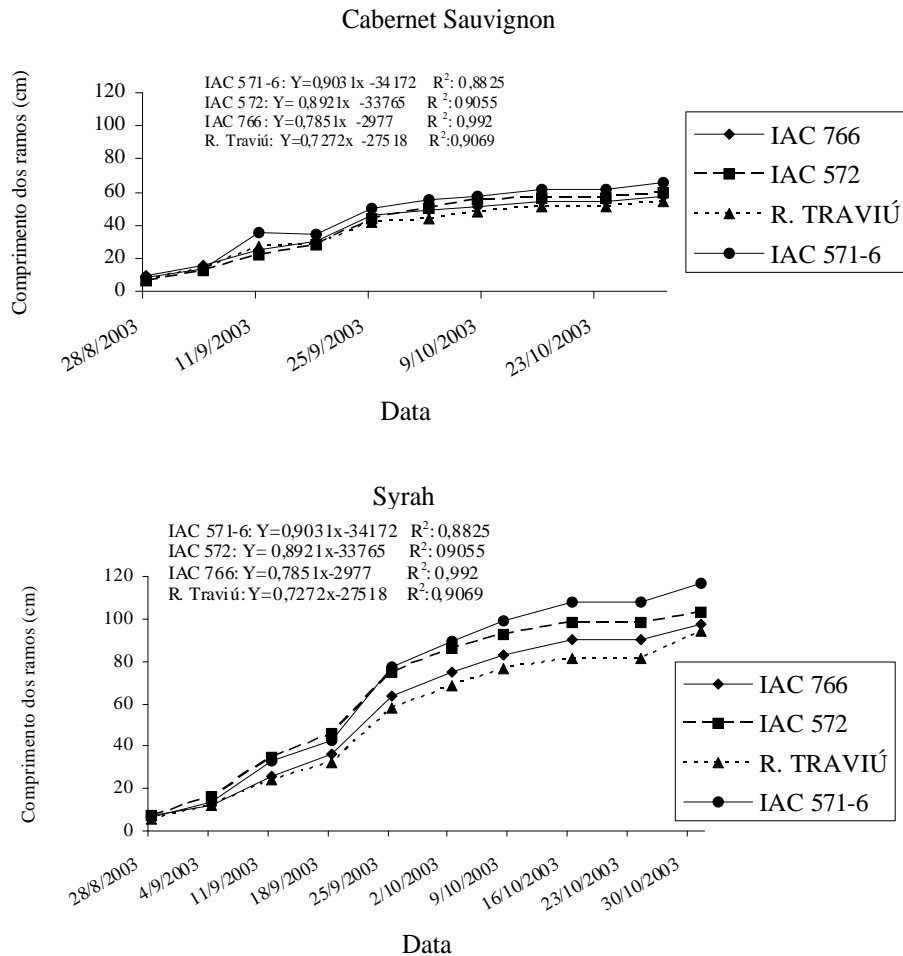 Cabernet Sauvignon
IAC 571-6: Y=0,9031x -34172 R²: 0,8825
IAC 572: Y= 0,8921x -33765 R ²: 09055
IAC 766: Y=0,7851x -2977 R ²: 0,992
R. Traviú: Y=0,7272x -27518 R²:0,9069
Comprimento dos ramos (cm)
120
100
80
60
40
20
0
28/8/2003
11/9/2003
25/9/2003
9/10/2003
23/10/2003
Data
IAC 766
IAC 572
R. TRAVIÚ
IAC 571-6
Syrah
IAC 571-6: Y=0,9031x-34172 R²: 0,8825
IAC 572: Y= 0,8921x-33765 R²: 09055
IAC 766: Y=0,7851x-2977 R²: 0,992
R. Traviú: Y=0,7272x-27518 R²:0,9069
Comprimento dos ramos (cm)
120
100
80
60
40
20
0
28/8/2003
4/9/2003
11/9/2003
18/9/2003
25/9/2003
2/10/2003
9/10/2003
16/10/2003
23/10/2003
30/10/2003
Data
IAC 766
IAC 572
R. TRAVIÚ
IAC 571-6